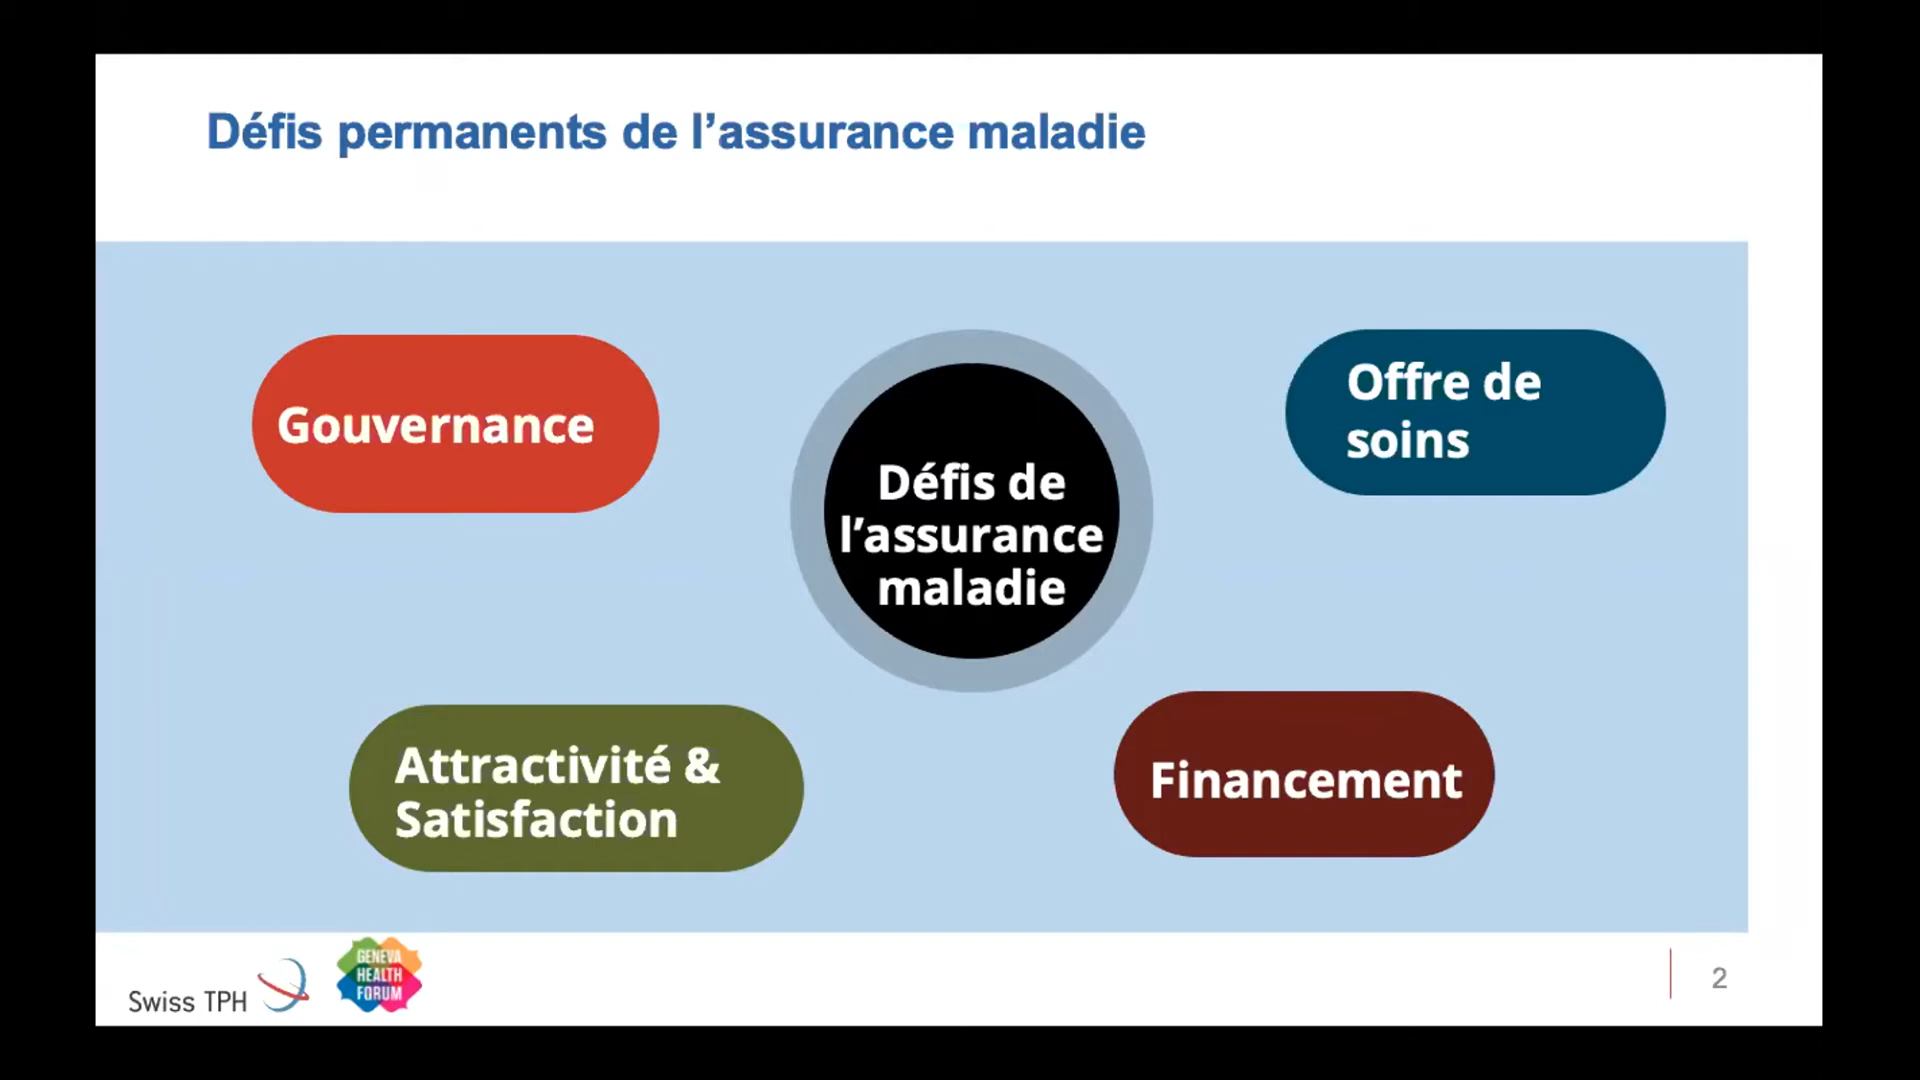 Défis permanents de l’assurance maladie
Gouvernance
Offre de
soins
Défis de
l’assurance
maladie
Attractivité &
Satisfaction
Financement
Swiss TPH
GENEVA
HEALTH
FORUM
2